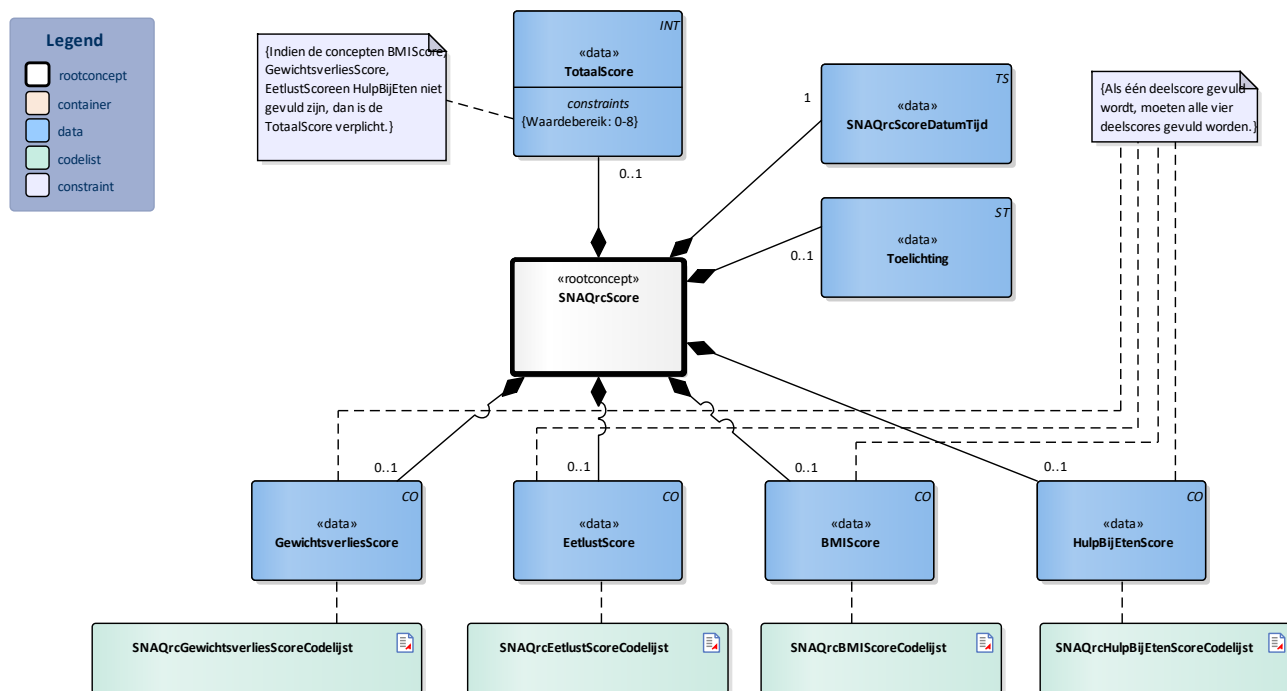 Legend
rootconcept
container
data
codelist
constraint
{Indien de concepten BMIScore,
GewichtsverliesScore,
EetlustScoreen HulpBijEten niet
gevuld zijn, dan is de
TotaalScore verplicht.}
INT
«data»
TotaalScore
constraints
{Waardebereik: 0-8}
0..1
TS
«data»
SNAQrcScoreDatumTijd
1
{Als één deelscore gevuld
wordt, moeten alle vier
deelscores gevuld worden.}
ST
«data»
Toelichting
0..1
«rootconcept»
SNAQrcScore
0..1
0..1
0..1
0..1
CO
«data»
GewichtsverliesScore
CO
«data»
EetlustScore
CO
«data»
BMIScore
CO
«data»
HulpBijEtenScore
SNAQrcGewichtsverliesScoreCodelijst
SNAQrcEetlustScoreCodelijst
SNAQrcBMIScoreCodelijst
SNAQrcHulpBijEtenScoreCodelijst